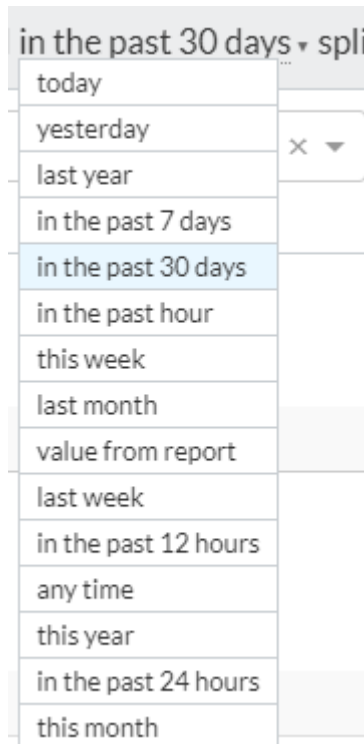 in the past 30 days ▾ spli
today
yesterday
last year
in the past 7 days
in the past 30 days
in the past hour
this week
last month
value from report
last week
in the past 12 hours
any time
this year
in the past 24 hours
this month